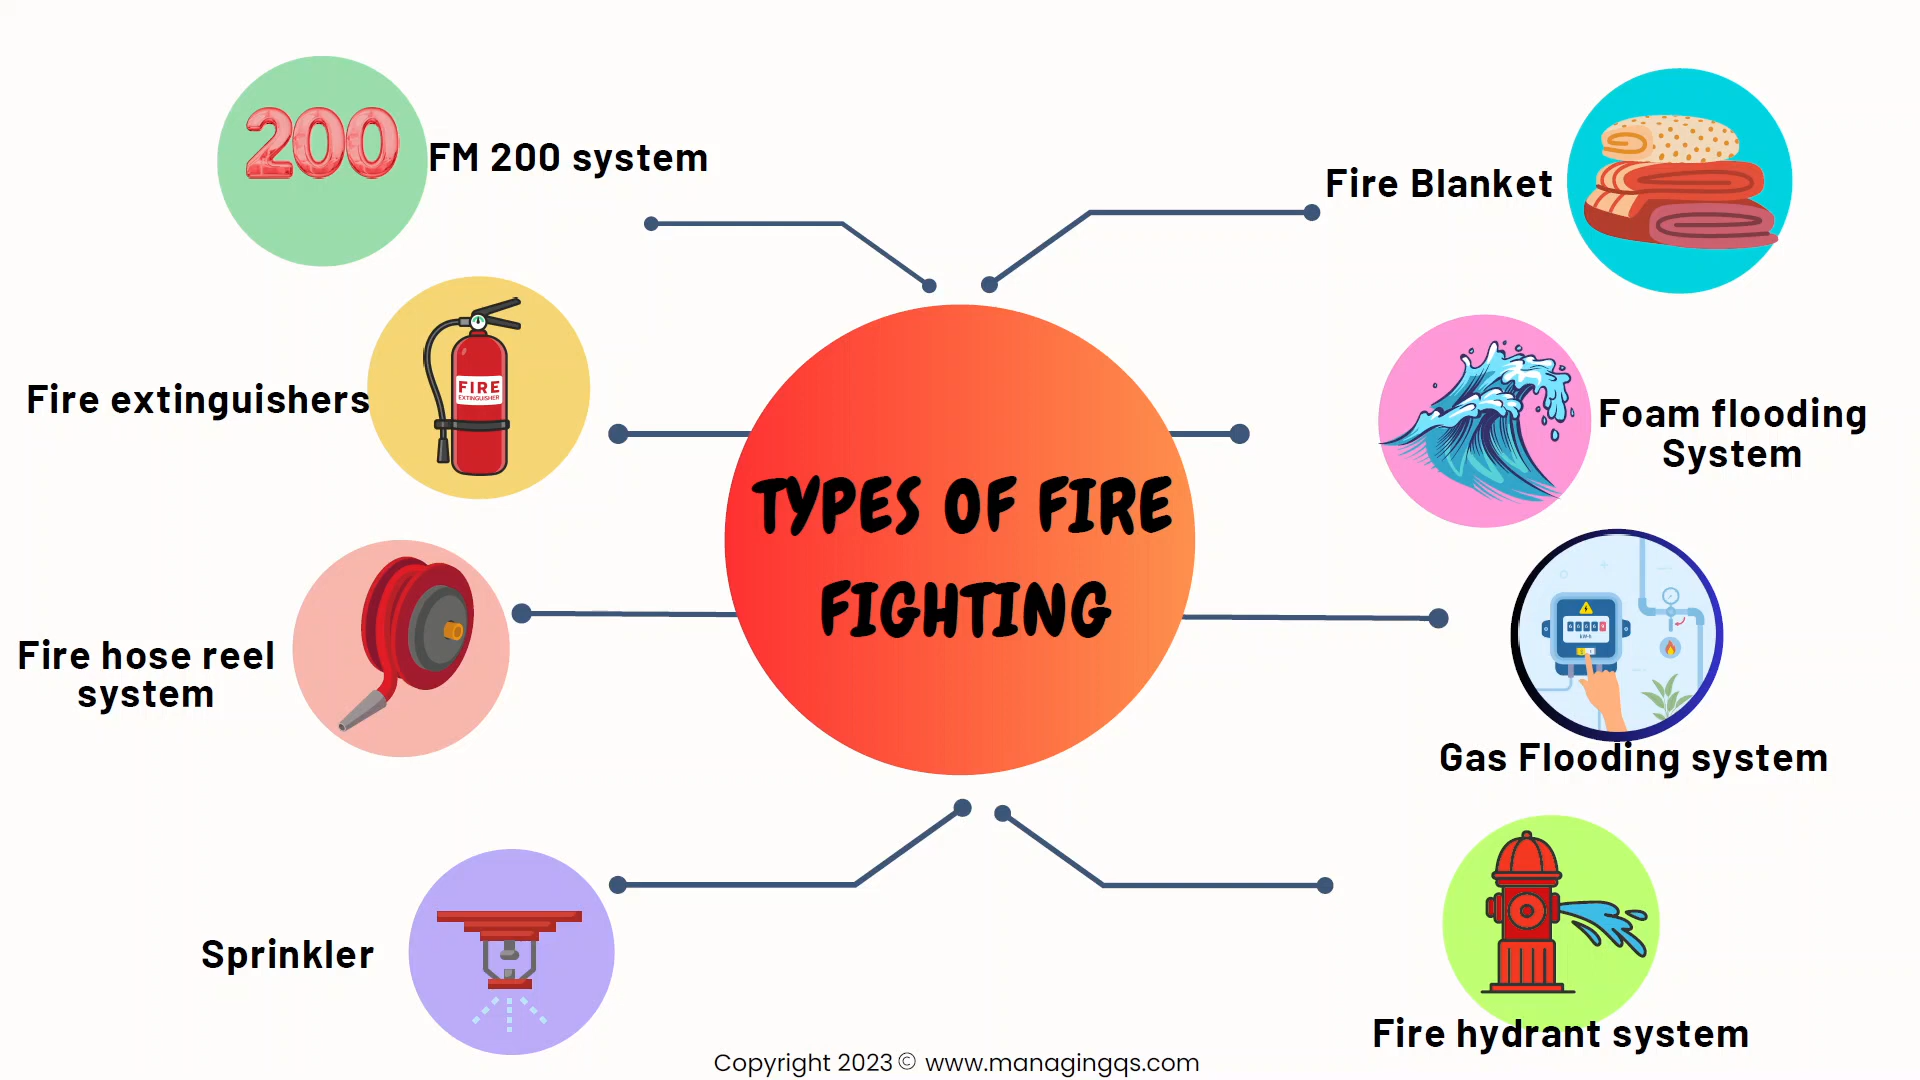 200
FM 200 system
Fire Blanket
FIRE
EXTINGUISHER
Fire extinguishers
Foam flooding
System
TYPES OF FIRE
FIGHTING
Fire hose reel
system
Gas Flooding system
Sprinkler
Fire hydrant system
Copyright 2023 © www.managingqs.com